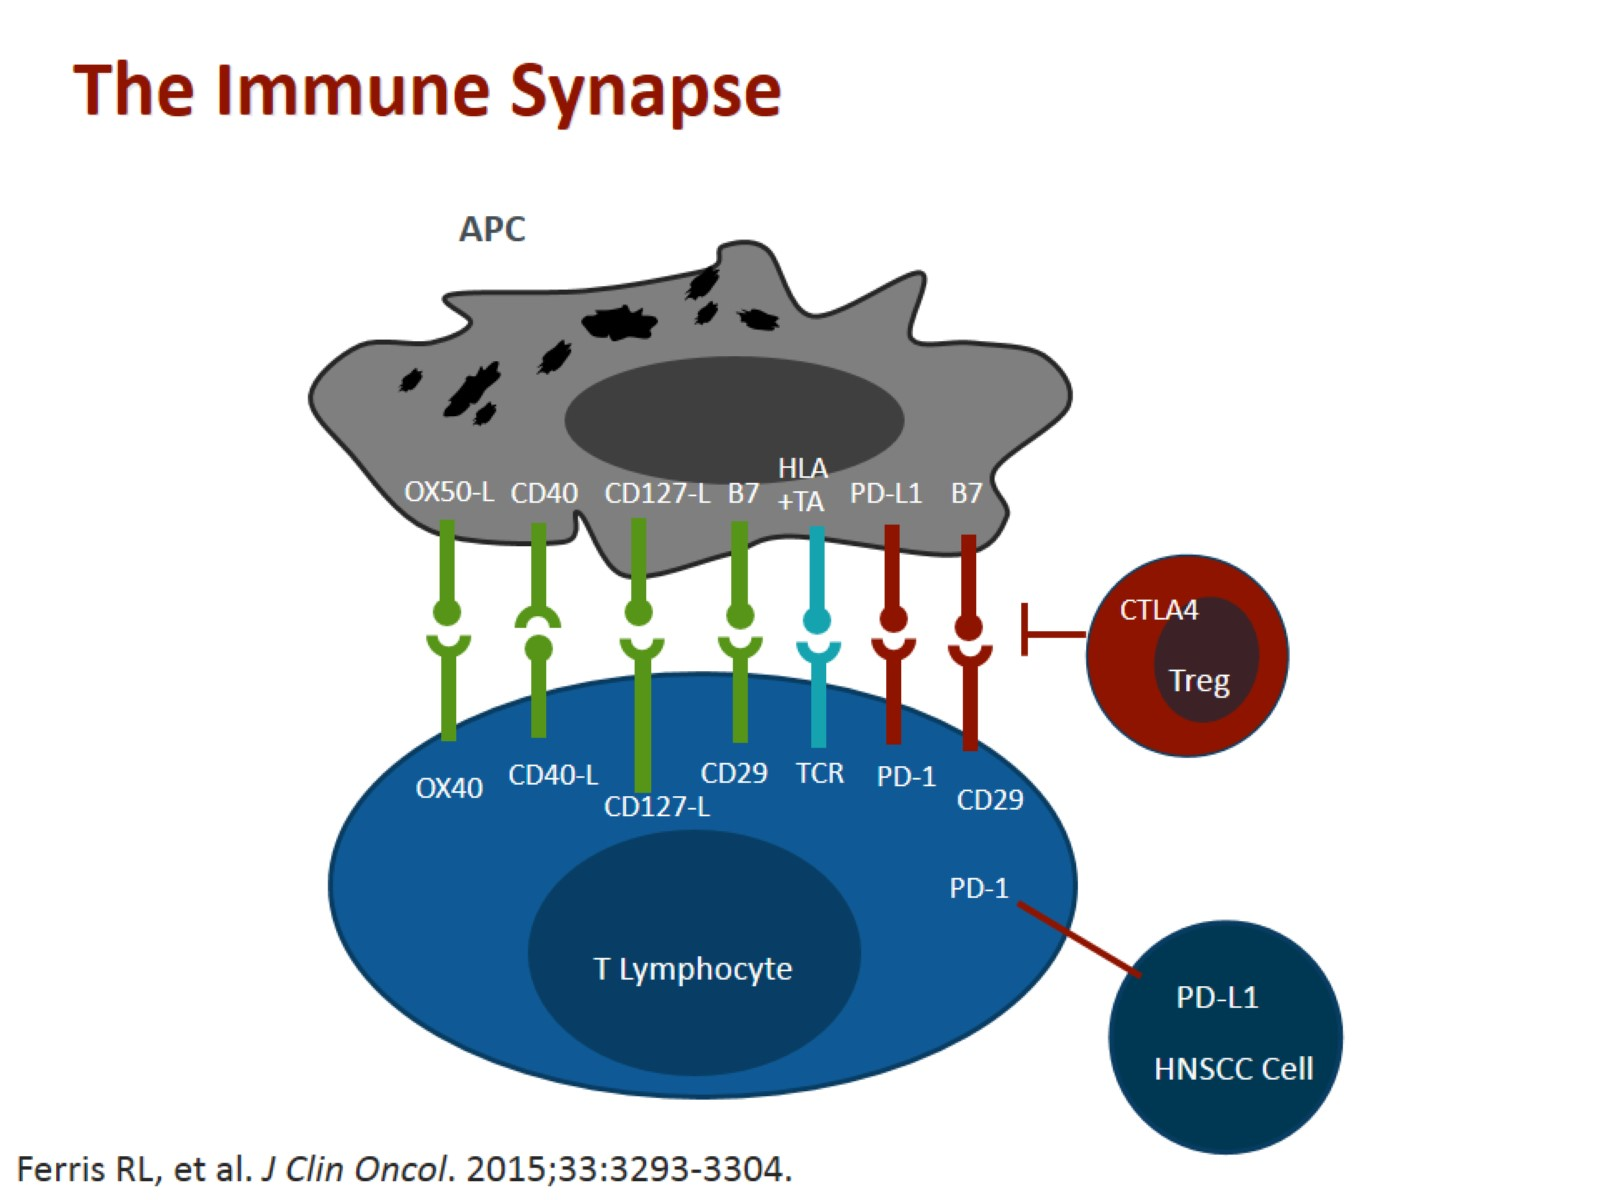 The Immune Synapse
APC
OX50-L CD40 CD127-L B7 HLA
+TA PD-L1 B7
CTLA4
Treg
OX40 CD40-L CD127-L CD29 TCR PD-1 CD29
PD-1
T Lymphocyte
PD-L1
HNSCC Cell
Ferris RL, et al. J Clin Oncol. 2015;33:3293-3304.